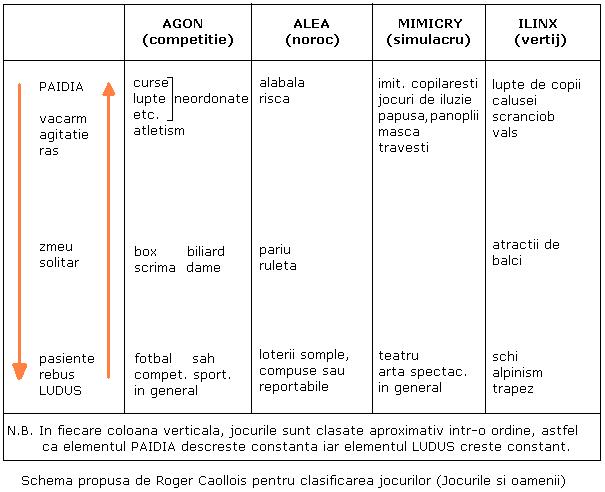 AGON ALEA MIMICRY ILINX
(competitie) (noroc) (simulacru) (vertij)
PAIDIA
vacarm
agitatie
ras
zmeu
solitar
pasiente
rebus
LUDUS
curse
lupte neordonate
etc.
atletism
box biliard
scrima dame
fotbal sah
compet. sport.
in general
alabala
risca
pariu
ruleta
loterii somple,
compuse sau
reportabile
imit. copilaresti
jocuri de iluzie
papusa, panoplii
masca
travesti
teatru
arta spectac.
in general
lupte de copii
calusei
scranciob
vals
atractii de
balci
schi
alpinism
trapez
N.B. In fiecare coloana verticala, jocurile sunt clasate aproximativ intr-o ordine, astfel
ca elementul PAIDIA descreste constanta iar elementul LUDUS creste constant.
Schema propusa de Roger Caollois pentru clasificarea jocurilor (Jocurile si oamenii)